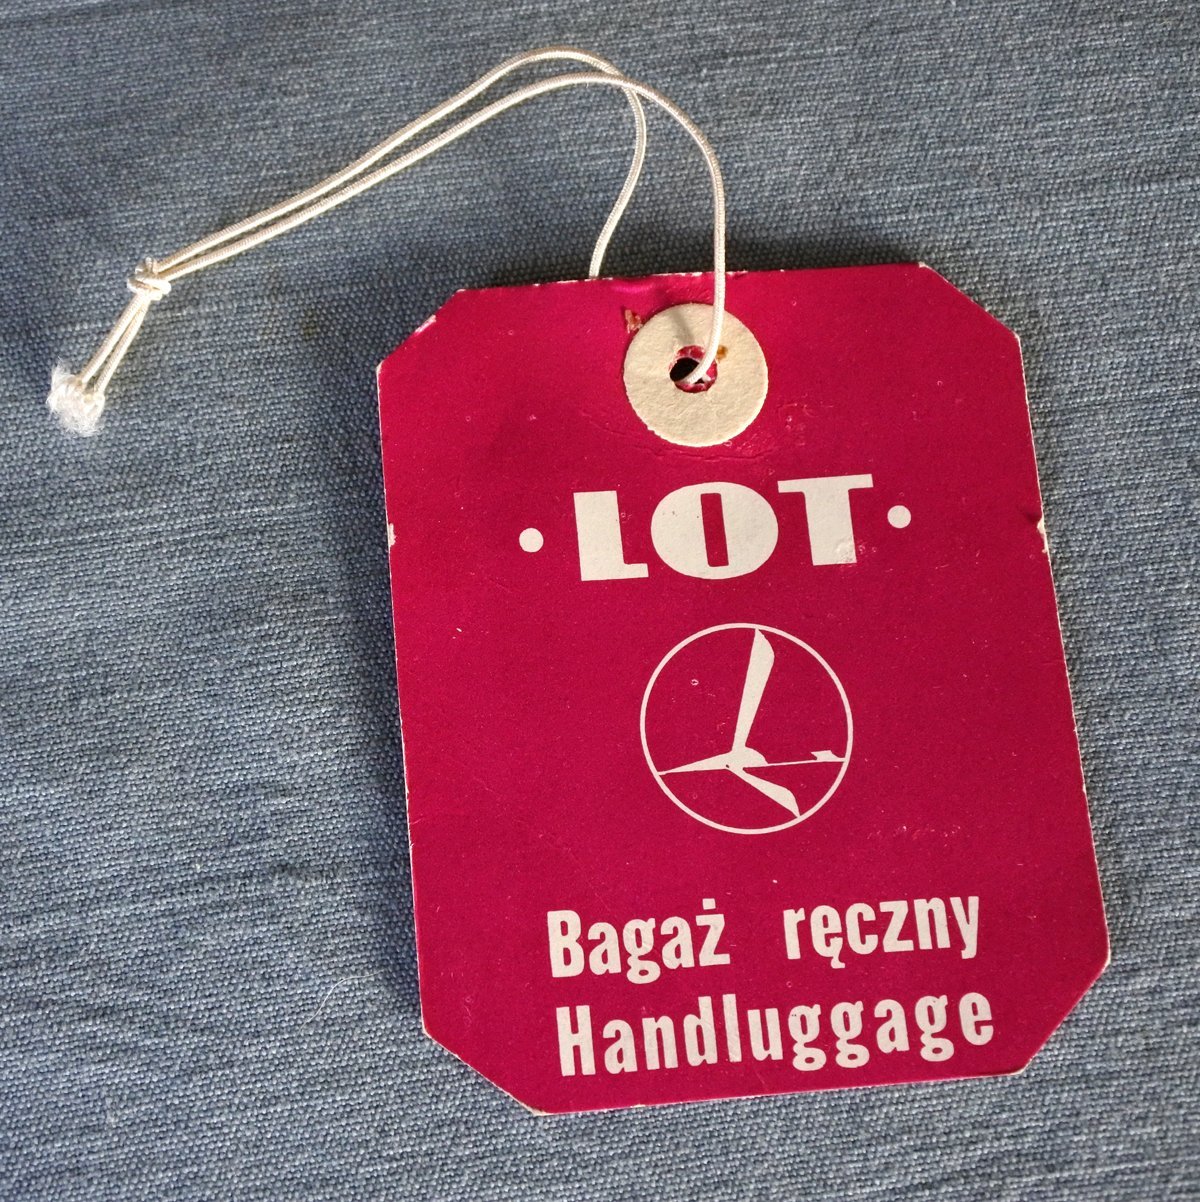 • LOT •
Bagaż ręczny
Handluggage